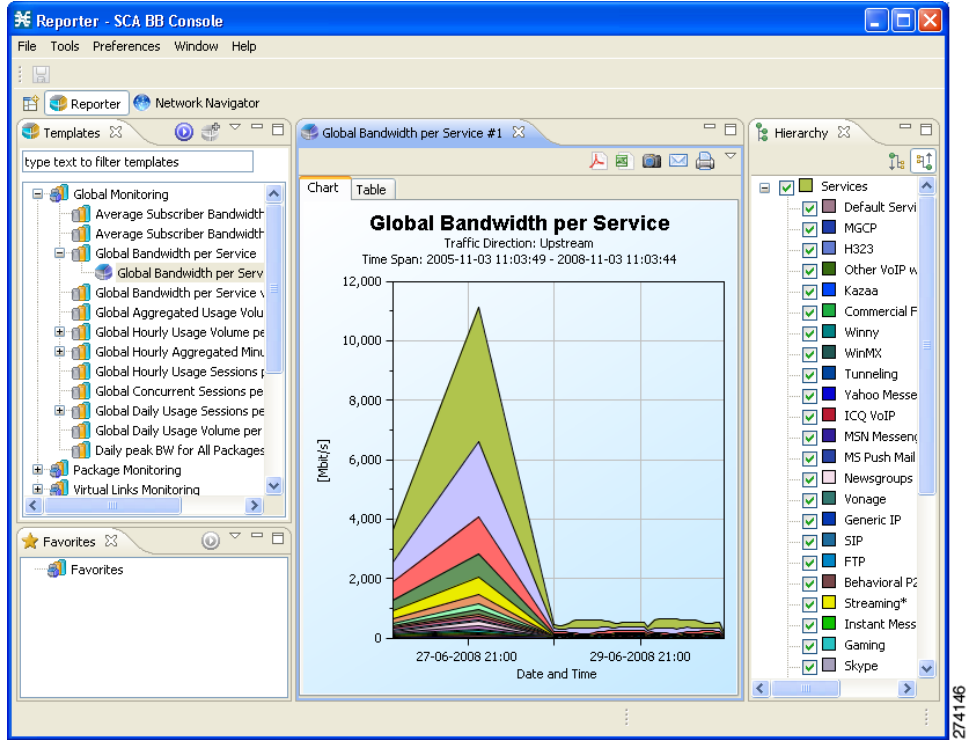 Reporter - SCA BB Console
File Tools Preferences Window Help
Reporter Network Navigator
Templates
type text to filter templates
Global Monitoring
Average Subscriber Bandwidth
Average Subscriber Bandwidth
Global Bandwidth per Service
Global Bandwidth per Serv
Global Bandwidth per Service v
Global Aggregated Usage Volu
Global Hourly Usage Volume pe
Global Hourly Aggregated Minu
Global Hourly Usage Sessions p
Global Concurrent Sessions pe
Global Daily Usage Sessions pe
Global Daily Usage Volume per
Daily peak BW for All Packages
Package Monitoring
Virtual Links Monitoring
Favorites
Favorites
Global Bandwidth per Service #1
Chart Table
Global Bandwidth per Service
Traffic Direction: Upstream
Time Span: 2005-11-03 11:03:49 - 2008-11-03 11:03:44
12,000
10,000
8,000
6,000
4,000
2,000
0
[Mbit/s]
27-06-2008 21:00 29-06-2008 21:00
Date and Time
Hierarchy
Services
Default Servi
MGCP
H323
Other VoIP w
Kazaa
Commercial F
Winny
WinMX
Tunneling
Yahoo Messe
ICQ VoIP
MSN Messeng
MS Push Mail
Newsgroups
Vonage
Generic IP
SIP
FTP
Behavioral P2
Streaming*
Instant Mess
Gaming
Skype
274146